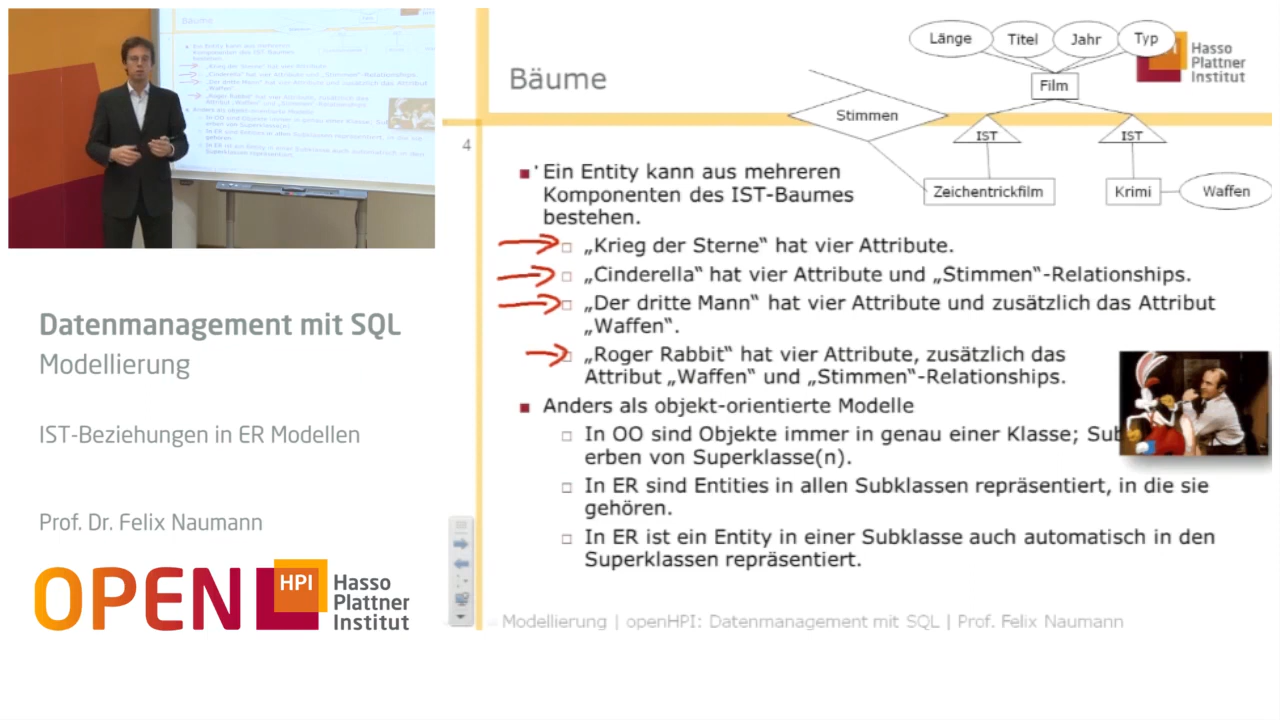 Bäume
Länge
Titel
Jahr
Typ
HPI
Hasso
Plattner
Institut
Film
Stimmen
IST
IST
Zeichentrickfilm
Krimi
Waffen
4
Ein Entity kann aus mehreren
Komponenten des IST-Baumes
bestehen.
„Krieg der Sterne“ hat vier Attribute.
„Cinderella“ hat vier Attribute und „Stimmen“-Relationships.
„Der dritte Mann“ hat vier Attribute und zusätzlich das Attribut
„Waffen“.
„Roger Rabbit“ hat vier Attribute, zusätzlich das
Attribut „Waffen“ und „Stimmen“-Relationships.
Anders als objekt-orientierte Modelle
In OO sind Objekte immer in genau einer Klasse; Sub
erben von Superklasse(n).
In ER sind Entities in allen Subklassen repräsentiert, in die sie
gehören.
In ER ist ein Entity in einer Subklasse auch automatisch in den
Superklassen repräsentiert.
Modellierung | openHPI: Datenmanagement mit SQL | Prof. Felix Naumann
Datenmanagement mit SQL
Modellierung
IST-Beziehungen in ER Modellen
Prof. Dr. Felix Naumann
OPEN HPI
Hasso
Plattner
Institut